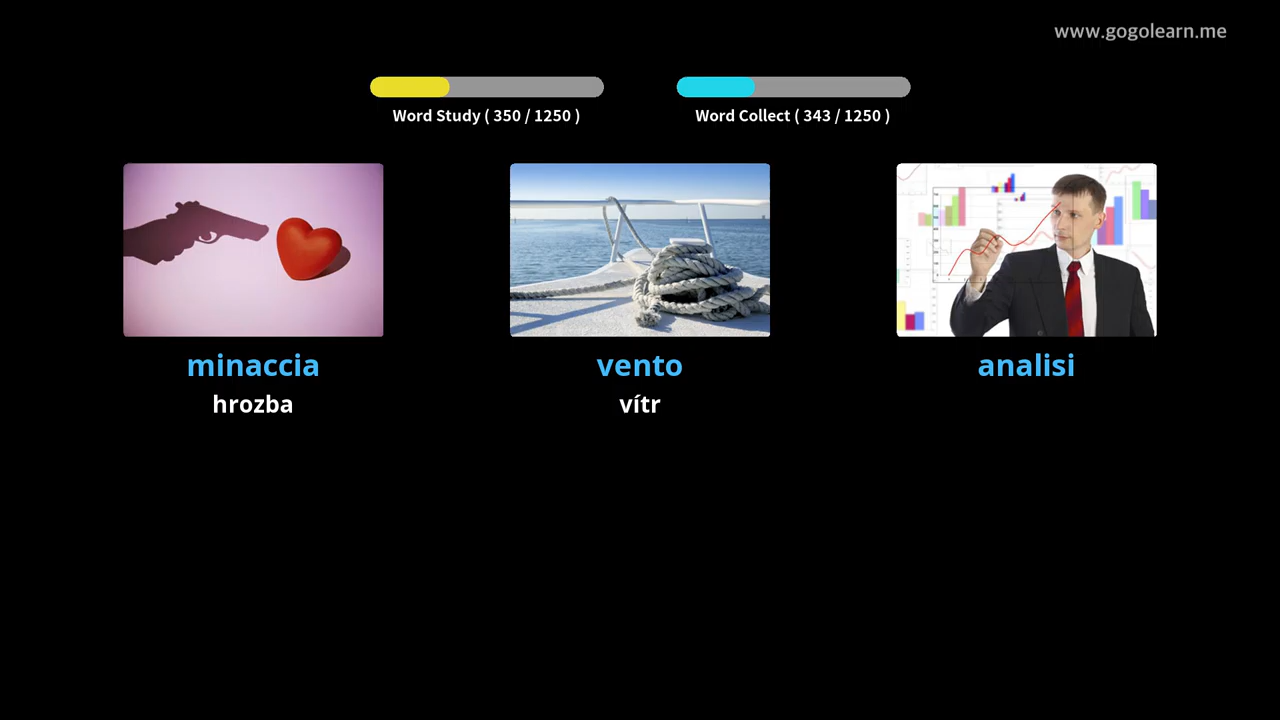 www.gogolearn.me
Word Study ( 350 / 1250 )
Word Collect ( 343 / 1250 )
minaccia
vento
analisi
hrozba
vítr